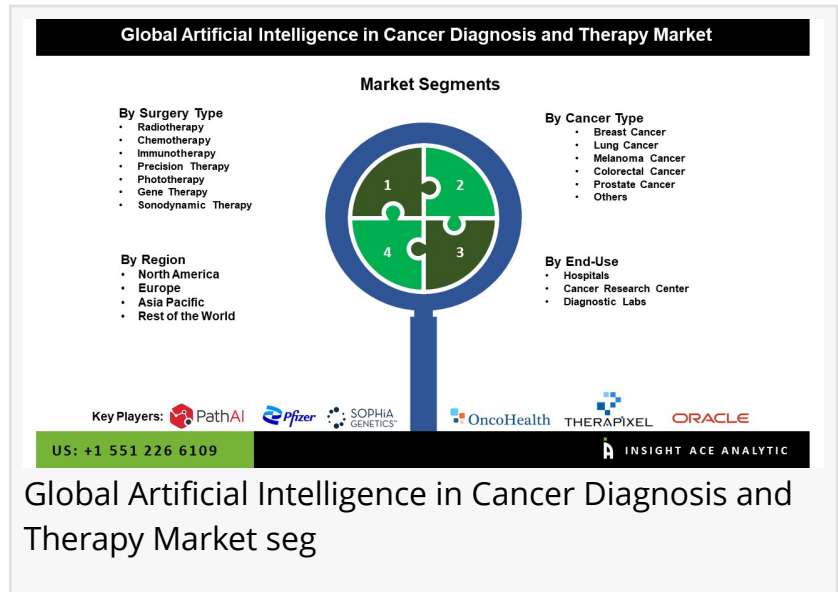 Global Artificial Intelligence in Cancer Diagnosis and Therapy Market
Market Segments
By Surgery Type
• Radiotherapy
• Chemotherapy
• Immunotherapy
• Precision Therapy
• Phototherapy
• Gene Therapy
• Sonodynamic Therapy
By Cancer Type
• Breast Cancer
• Lung Cancer
• Melanoma Cancer
• Colorectal Cancer
• Prostate Cancer
• Others
1
2
4
3
By Region
• North America
• Europe
• Asia Pacific
• Rest of the World
By End-Use
• Hospitals
• Cancer Research Center
• Diagnostic Labs
Key Players: PathAI Pfizer SOPHiA GENETICS™ OncoHealth THERAPIXEL ORACLE
US: +1 551 226 6109
INSIGHT ACE ANALYTIC
Global Artificial Intelligence in Cancer Diagnosis and
Therapy Market seg